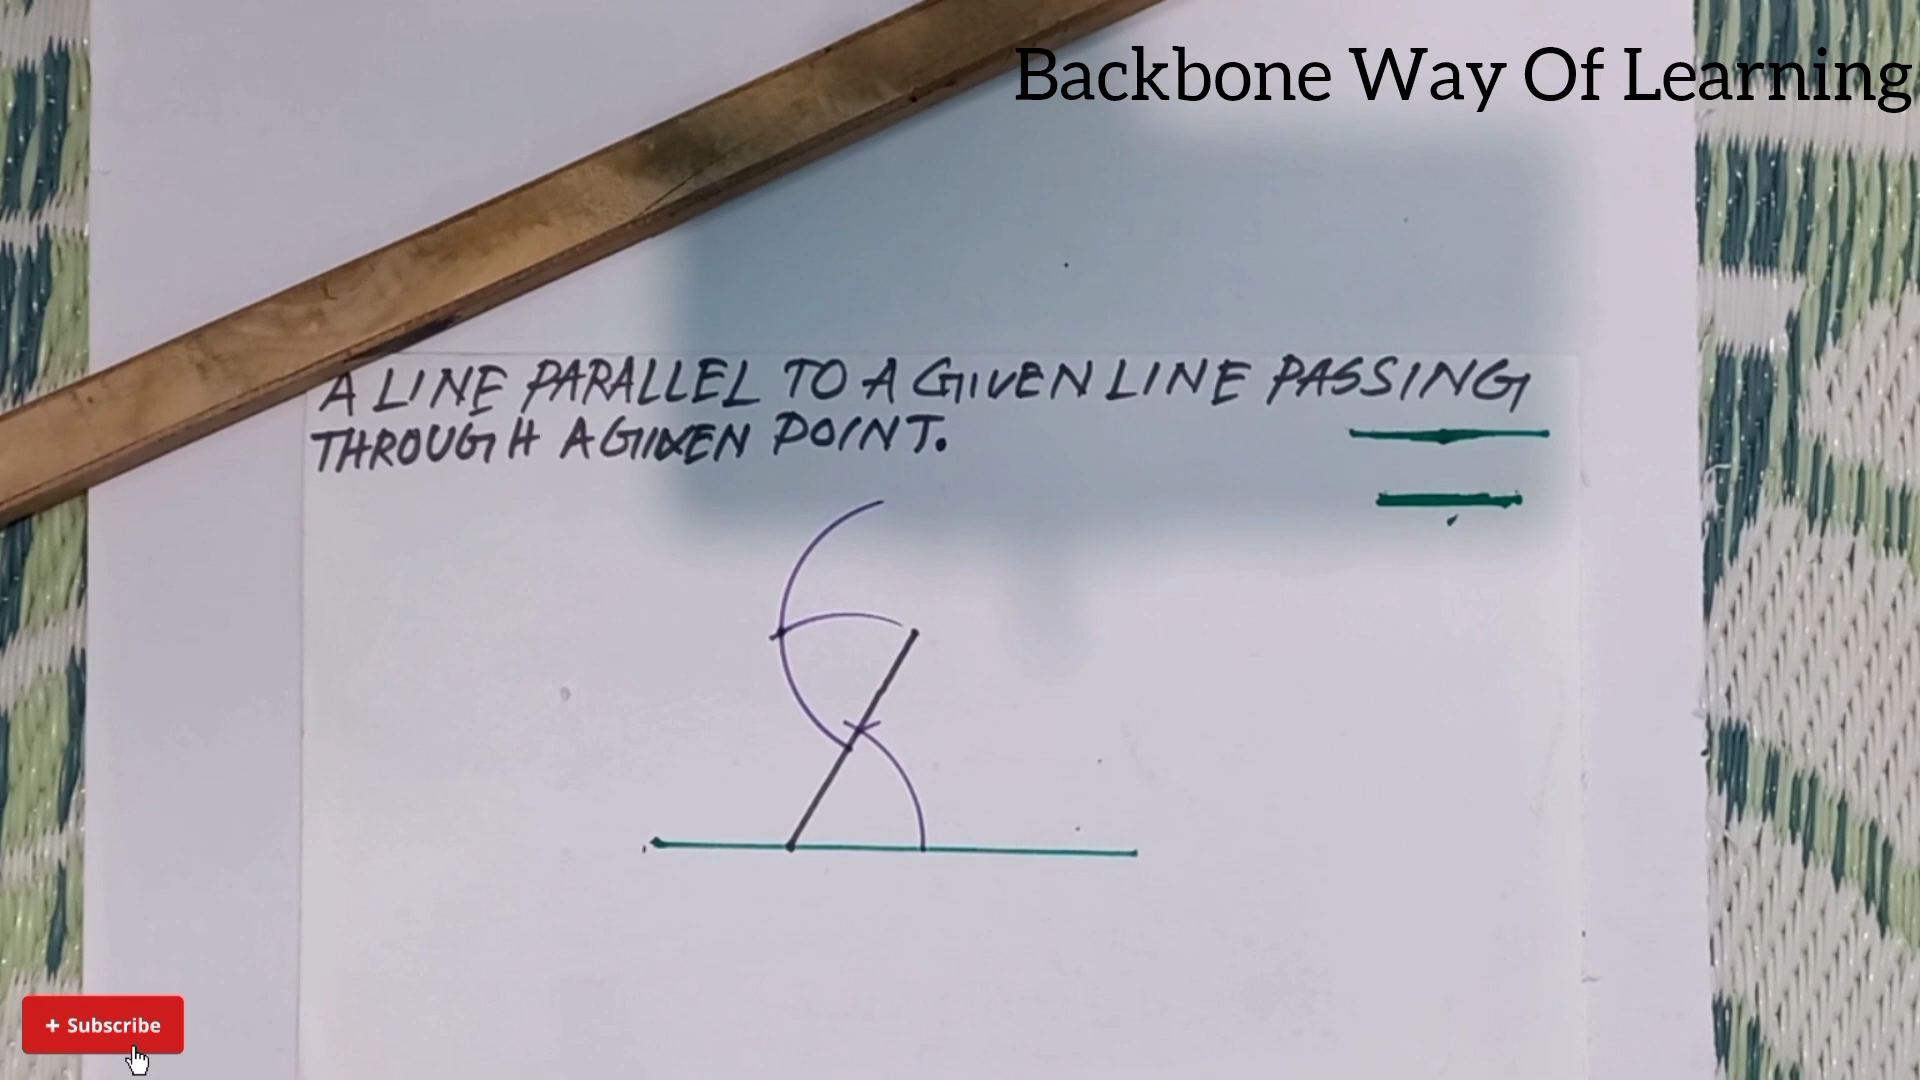 Backbone Way Of Learning
A LINE PARALLEL TO A GIVEN LINE PASSING
THROUGH A GIVEN POINT.
+ Subscribe